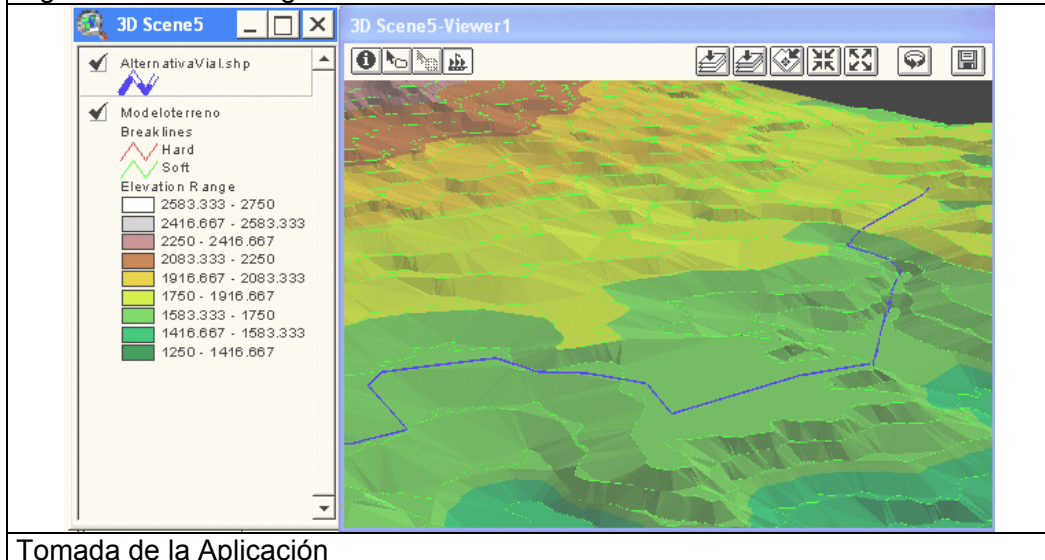 3D Scene5
3D Scene5-Viewer1
AlternativaVial.shp
Modeloterreno
Breaklines
Hard
Soft
Elevation Range
2583.333 - 2750
2416.667 - 2583.333
2250 - 2416.667
2083.333 - 2250
1916.667 - 2083.333
1750 - 1916.667
1583.333 - 1750
1416.667 - 1583.333
1250 - 1416.667
Tomada de la Aplicación